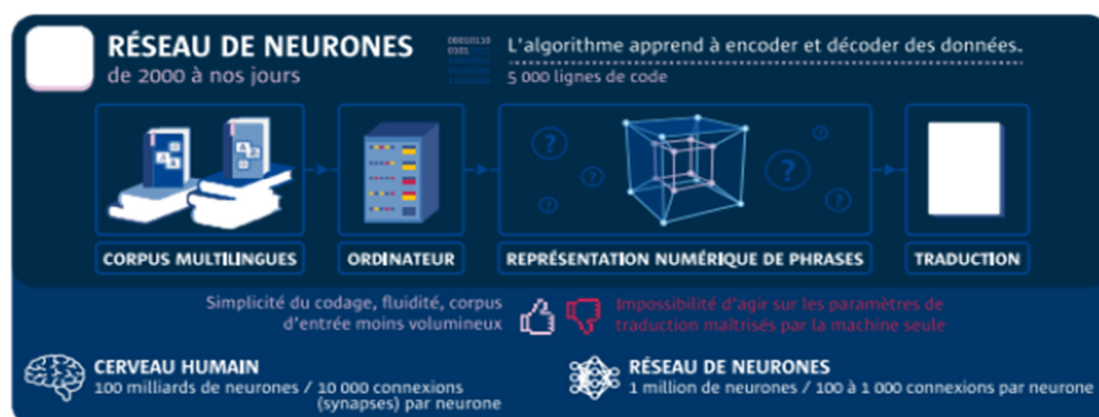 RÉSEAU DE NEURONES
de 2000 à nos jours
00010110
0101
L'algorithme apprend à encoder et décoder des données.
5 000 lignes de code
CORPUS MULTILINGUES
ORDINATEUR
? ? ? ? ? ?
REPRÉSENTATION NUMÉRIQUE DE PHRASES
TRADUCTION
Simplicité du codage, fluidité, corpus
d'entrée moins volumineux
Impossibilité d'agir sur les paramètres de
traduction maîtrisés par la machine seule
CERVEAU HUMAIN
100 milliards de neurones / 10 000 connexions
(synapses) par neurone
RÉSEAU DE NEURONES
1 million de neurones / 100 à 1 000 connexions par neurone